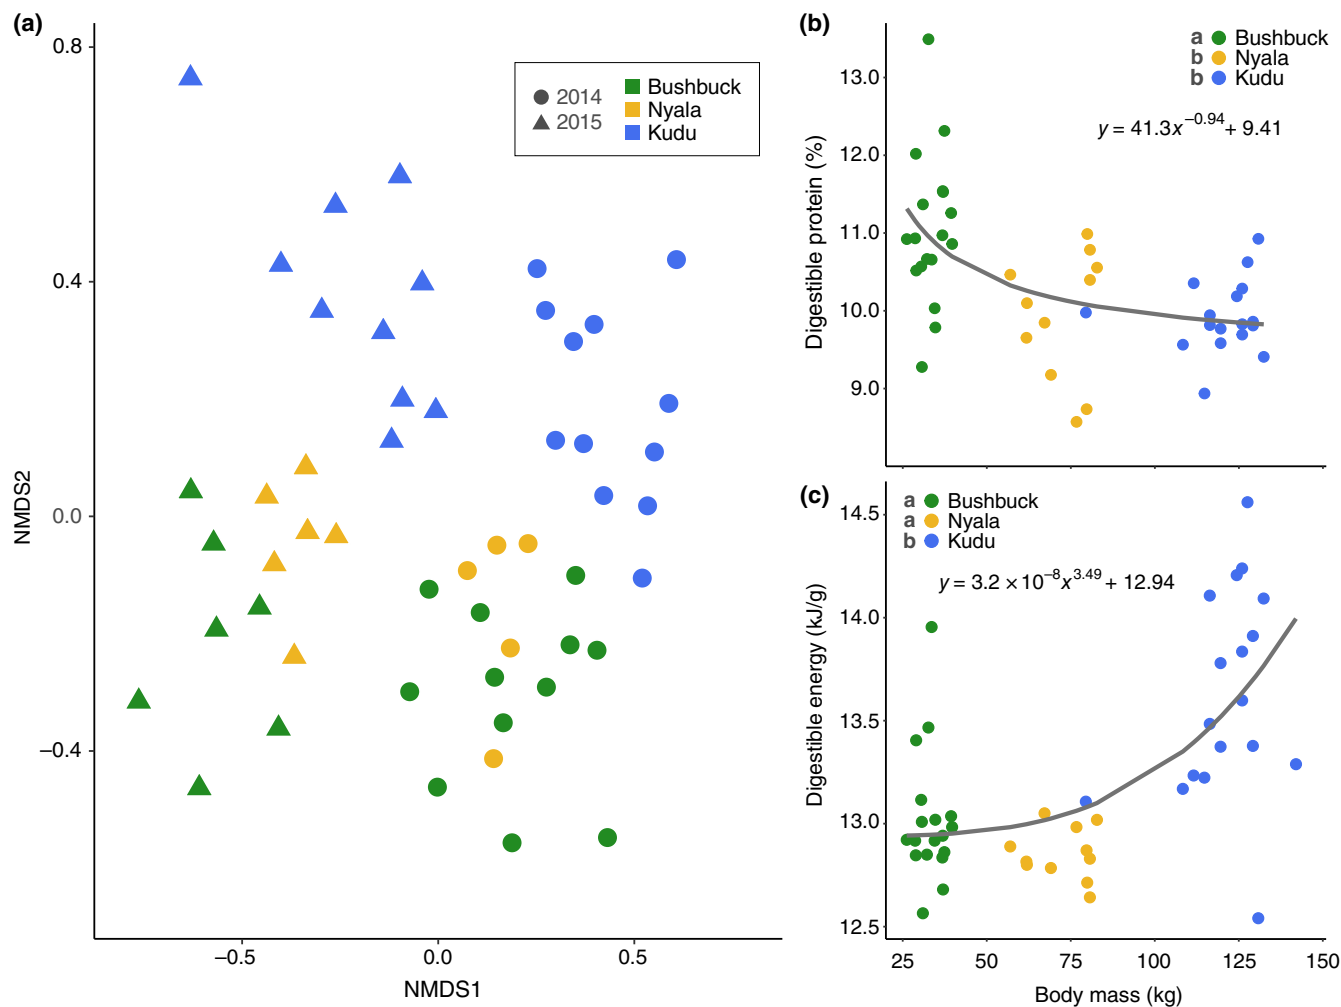 (a)
0.8
0.4
0.0
−0.4
NMDS2
−0.5
0.0
0.5
NMDS1
2014
2015
Bushbuck
Nyala
Kudu
(b)
a Bushbuck
b Nyala
b Kudu
y = 41.3x^−0.94 + 9.41
13.0
12.0
11.0
10.0
9.0
Digestible protein (%)
(c)
a Bushbuck
a Nyala
b Kudu
y = 3.2 × 10^−8 x^3.49 + 12.94
14.5
14.0
13.5
13.0
12.5
Digestible energy (kJ/g)
25
50
75
100
125
150
Body mass (kg)